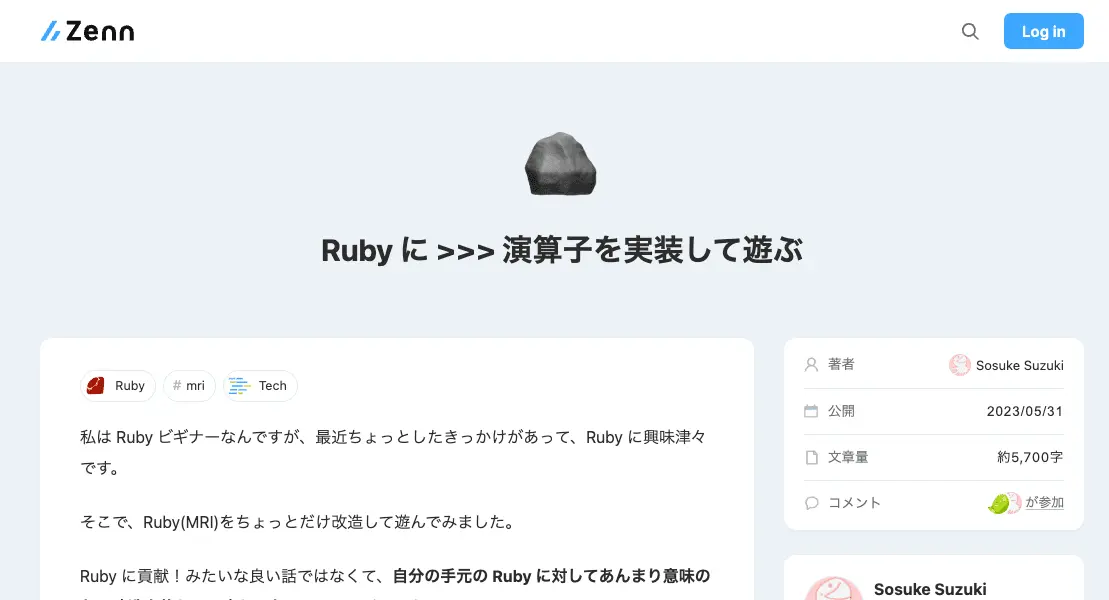 Zenn
Log in
Ruby に >>> 演算子を実装して遊ぶ
Ruby
# mri
Tech
私は Ruby ビギナーなんですが、最近ちょっとしたきっかけがあって、Ruby に興味津々
です。
そこで、Ruby(MRI)をちょっとだけ改造して遊んでみました。
Ruby に貢献！みたいな良い話ではなくて、自分の手元の Ruby に対してあんまり意味の
著者
Sosuke Suzuki
公開
2023/05/31
文章量
約5,700字
コメント
が参加
Sosuke Suzuki